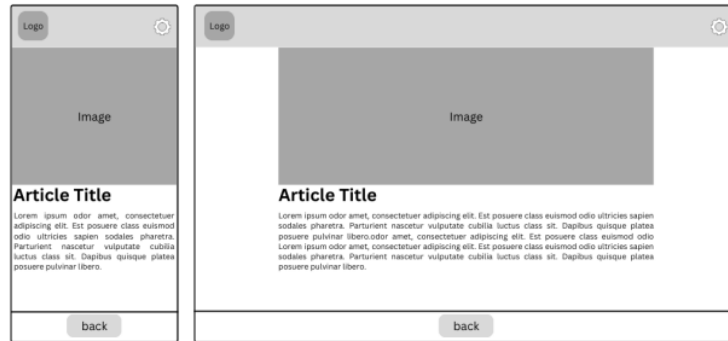 Logo
Image
Article Title
Lorem ipsum odor amet, consectetuer
adipiscing elit. Est posuere class euismod
odio ultricies sapien sodales pharetra.
Parturient nascetur vulputate cubilia
luctus class sit. Dapibus quisque platea
posuere pulvinar libero.
back
Logo
Image
Article Title
Lorem ipsum odor amet, consectetuer adipiscing elit. Est posuere class euismod odio ultricies sapien
sodales pharetra. Parturient nascetur vulputate cubilia luctus class sit. Dapibus quisque platea
posuere pulvinar libero.odor amet, consectetuer adipiscing elit. Est posuere class euismod odio
Lorem ipsum odor amet, consectetuer adipiscing elit. Est posuere class euismod odio ultricies sapien
sodales pharetra. Parturient nascetur vulputate cubilia luctus class sit. Dapibus quisque platea
posuere pulvinar libero.
back